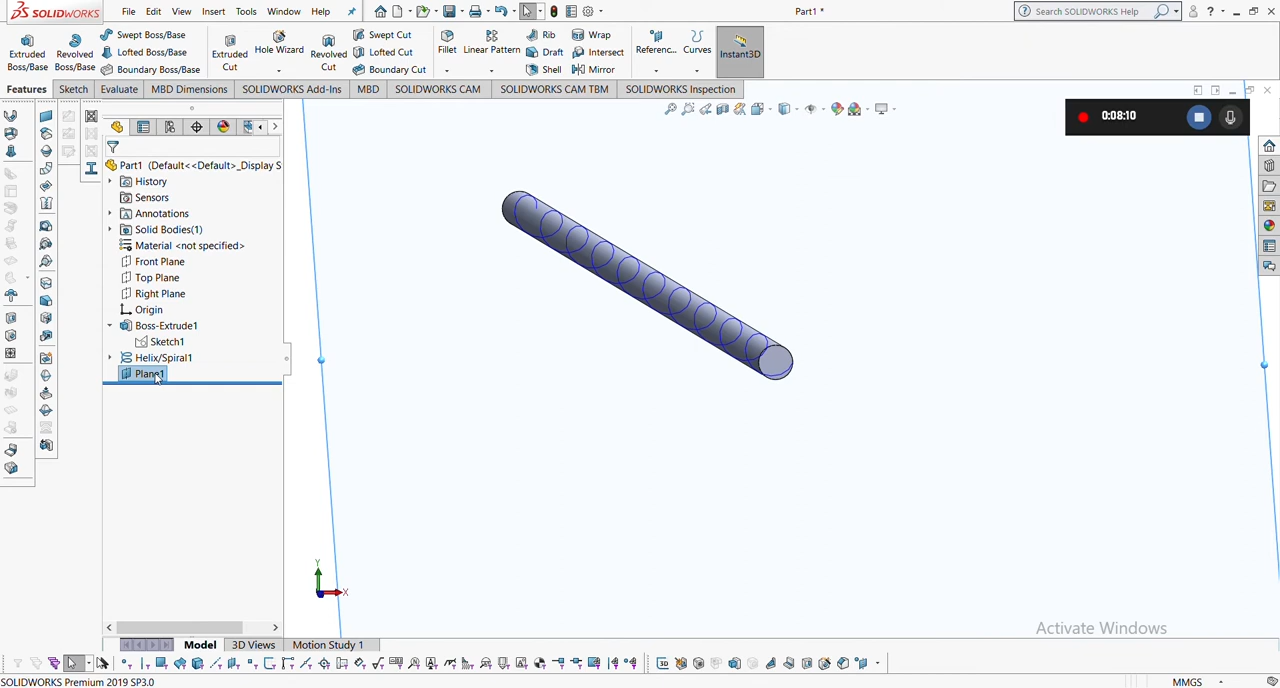 SOLIDWORKS File Edit View Insert Tools Window Help Part1 * Search SOLIDWORKS Help ?
Extruded Boss/Base Revolved Boss/Base Swept Boss/Base Lofted Boss/Base Boundary Boss/Base Extruded Cut Hole Wizard Revolved Cut Swept Cut Lofted Cut Boundary Cut Fillet Linear Pattern Rib Draft Shell Wrap Intersect Mirror Referenc... Curves Instant3D
Features Sketch Evaluate MBD Dimensions SOLIDWORKS Add-Ins MBD SOLIDWORKS CAM SOLIDWORKS CAM TBM SOLIDWORKS Inspection
0:08:10
Part1 (Default<<Default>_Display S
History
Sensors
Annotations
Solid Bodies(1)
Material <not specified>
Front Plane
Top Plane
Right Plane
Origin
Boss-Extrude1
Sketch1
Helix/Spiral1
Plane1
Y
X
Activate Windows
Model 3D Views Motion Study 1
SOLIDWORKS Premium 2019 SP3.0 MMGS